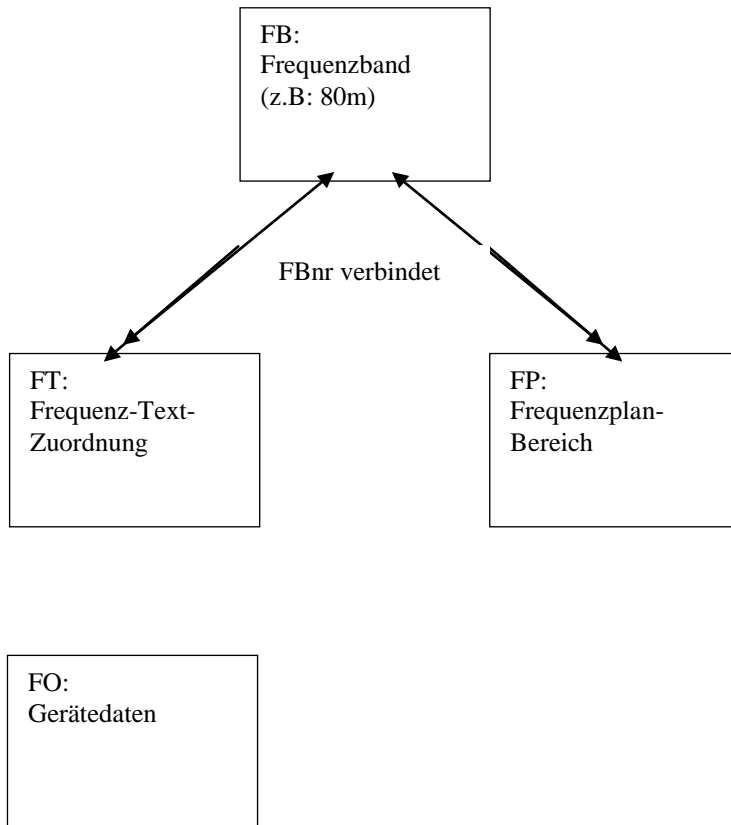 FB:
Frequenzband
(z.B: 80m)
FBnr verbindet
FT:
Frequenz-Text-
Zuordnung
FP:
Frequenzplan-
Bereich
FO:
Gerätedaten